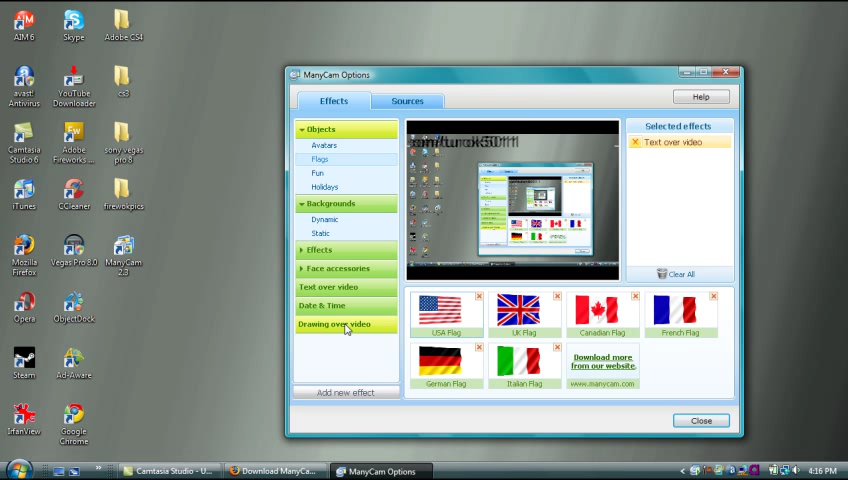 AIM 6
Skype
Adobe CS4
avast!
Antivirus
YouTube
Downloader
cs3
Camtasia
Studio 6
Adobe
Fireworks ...
sony vegas
pro 8
iTunes
CCleaner
firewokpics
Mozilla
Firefox
Vegas Pro 8.0
ManyCam
2.3
Opera
ObjectDock
Steam
Ad-Aware
IrfanView
Google
Chrome
ManyCam Options
Effects
Sources
Help
Objects
Avatars
Flags
Fun
Holidays
Backgrounds
Dynamic
Static
Effects
Face accessories
Text over video
Date & Time
Drawing over video
Add new effect
Selected effects
Text over video
Clear All
USA Flag
UK Flag
Canadian Flag
French Flag
German Flag
Italian Flag
Download more
from our website.
www.manycam.com
Close
Camtasia Studio - U...
Download ManyCa...
ManyCam Options
4:16 PM